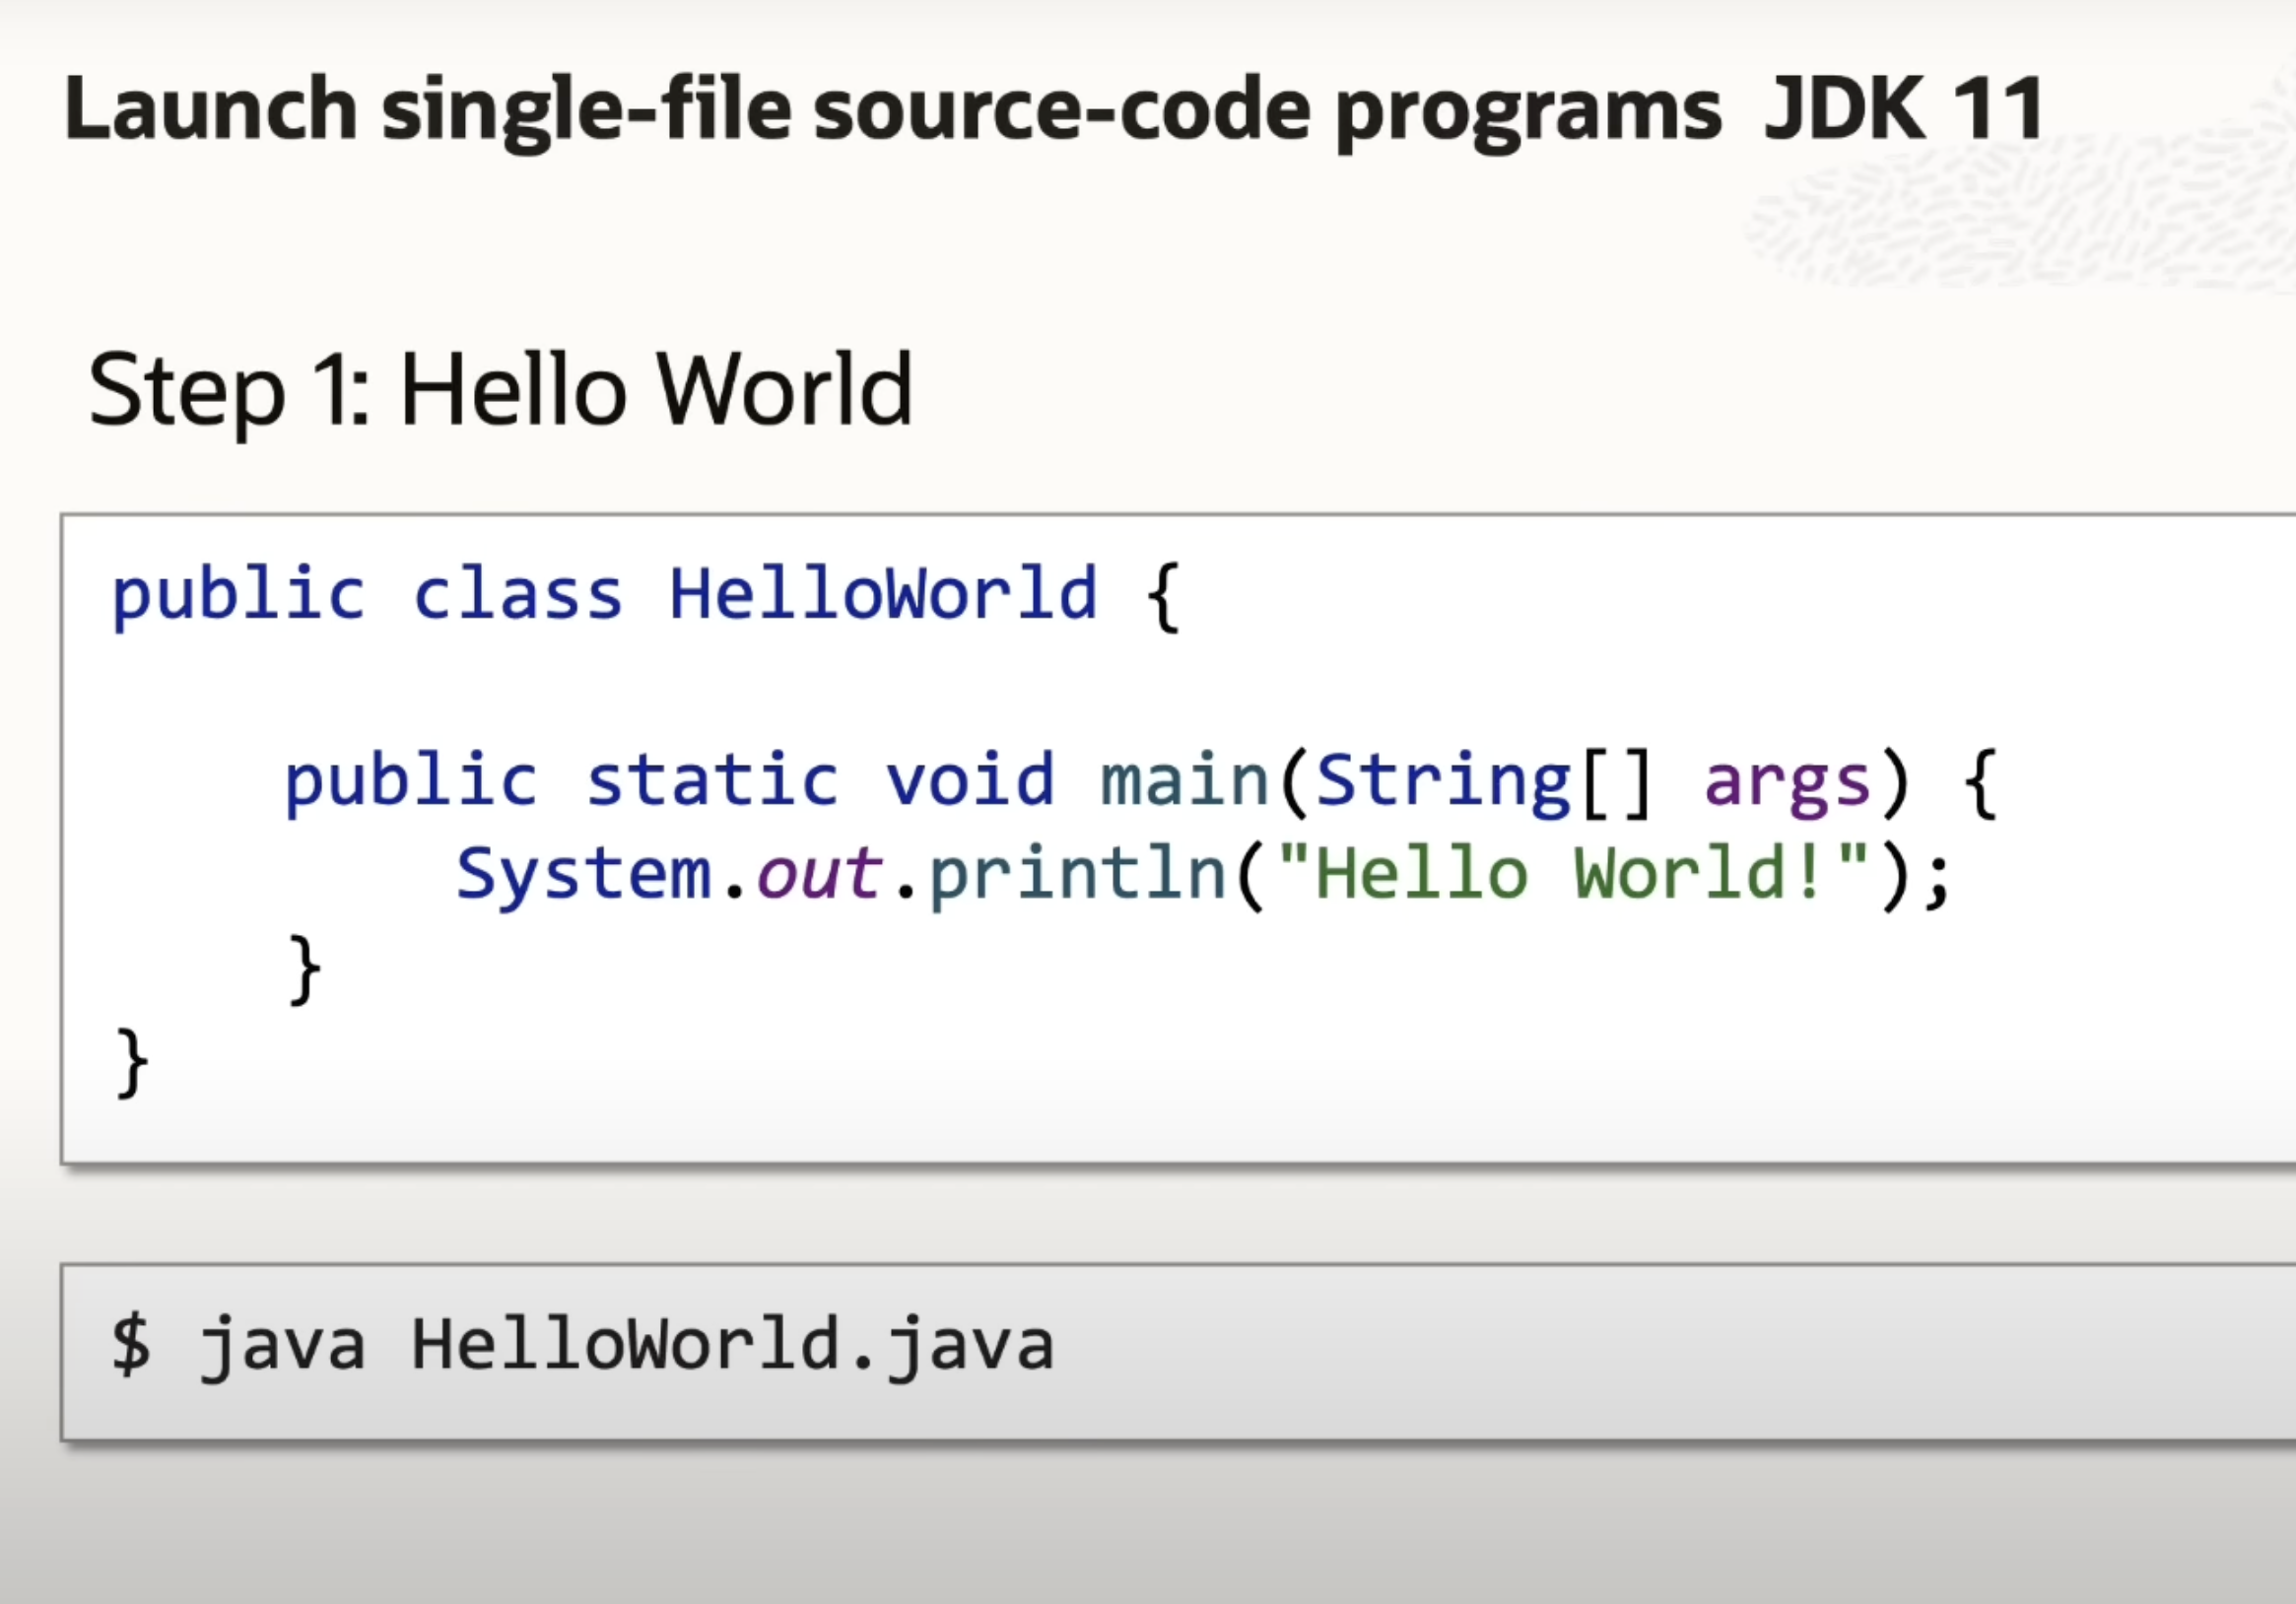 Launch single-file source-code programs JDK 11
Step 1: Hello World
public class HelloWorld {
public static void main(String[] args) {
System.out.println("Hello World!");
}
}
$ java HelloWorld.java